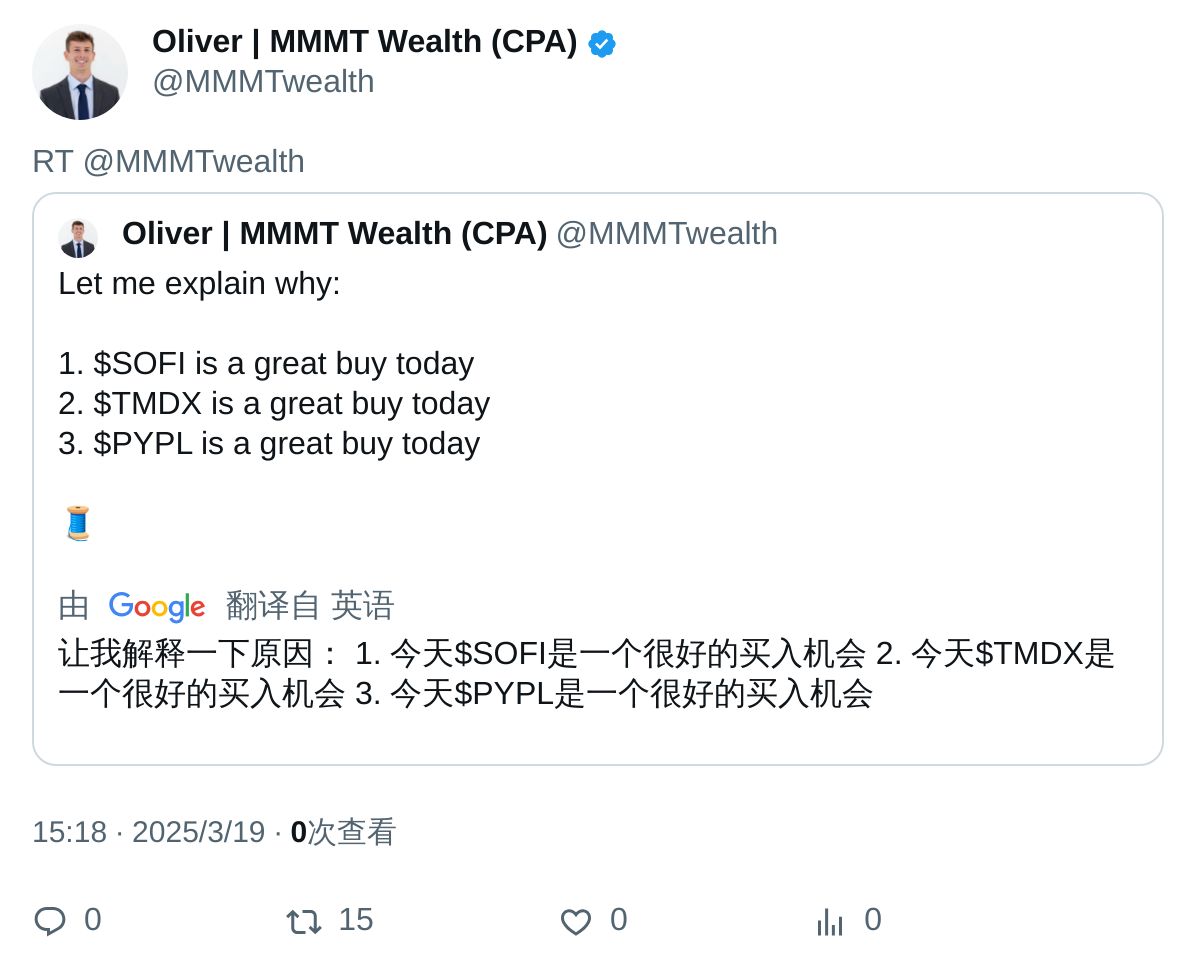 Oliver | MMMT Wealth (CPA)
@MMMTwealth
RT @MMMTwealth
Oliver | MMMT Wealth (CPA) @MMMTwealth
Let me explain why:
1. $SOFI is a great buy today
2. $TMDX is a great buy today
3. $PYPL is a great buy today
🧵
由 Google 翻译自 英语
让我解释一下原因： 1. 今天$SOFI是一个很好的买入机会 2. 今天$TMDX是
一个很好的买入机会 3. 今天$PYPL是一个很好的买入机会
15:18 · 2025/3/19 · 0次查看
0 15 0 0